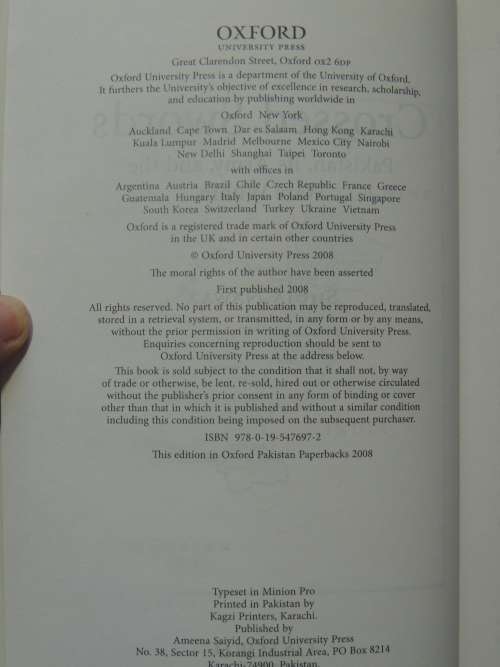 OXFORD
UNIVERSITY PRESS
Great Clarendon Street, Oxford OX2 6DP
Oxford University Press is a department of the University of Oxford.
It furthers the University's objective of excellence in research, scholarship,
and education by publishing worldwide in
Oxford New York
Auckland Cape Town Dar es Salaam Hong Kong Karachi
Kuala Lumpur Madrid Melbourne Mexico City Nairobi
New Delhi Shanghai Taipei Toronto
with offices in
Argentina Austria Brazil Chile Czech Republic France Greece
Guatemala Hungary Italy Japan Poland Portugal Singapore
South Korea Switzerland Turkey Ukraine Vietnam
Oxford is a registered trade mark of Oxford University Press
in the UK and in certain other countries
© Oxford University Press 2008
The moral rights of the author have been asserted
First published 2008
All rights reserved. No part of this publication may be reproduced, translated,
stored in a retrieval system, or transmitted, in any form or by any means,
without the prior permission in writing of Oxford University Press.
Enquiries concerning reproduction should be sent to
Oxford University Press at the address below.
This book is sold subject to the condition that it shall not, by way
of trade or otherwise, be lent, re-sold, hired out or otherwise circulated
without the publisher's prior consent in any form of binding or cover
other than that in which it is published and without a similar condition
including this condition being imposed on the subsequent purchaser.
ISBN 978-0-19-547697-2
This edition in Oxford Pakistan Paperbacks 2008
Typeset in Minion Pro
Printed in Pakistan by
Kagzi Printers, Karachi.
Published by
Ameena Saiyid, Oxford University Press
No. 38, Sector 15, Korangi Industrial Area, PO Box 8214
Karachi-74900, Pakistan